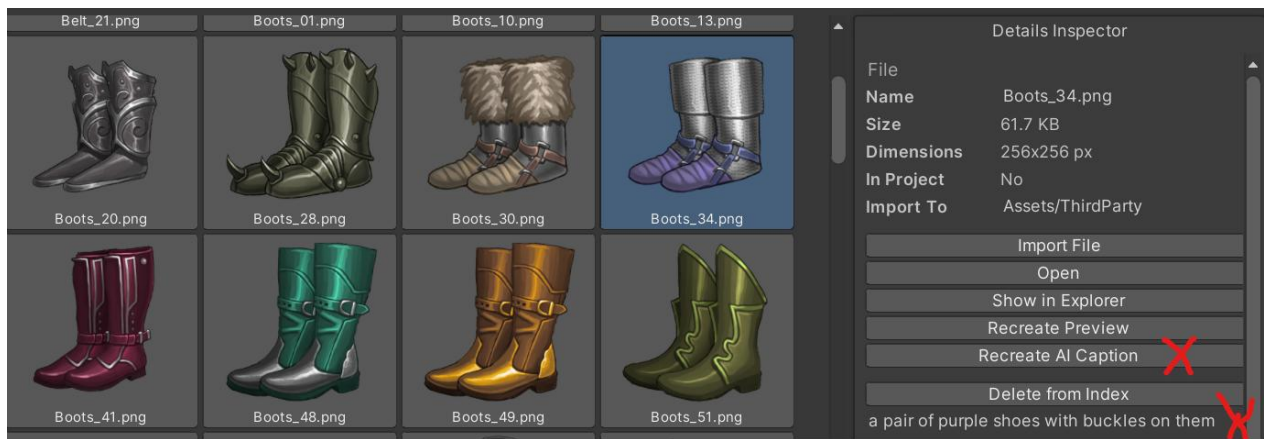 Belt_21.png Boots_01.png Boots_10.png Boots_13.png
Boots_20.png Boots_28.png Boots_30.png Boots_34.png
Boots_41.png Boots_48.png Boots_49.png Boots_51.png
Details Inspector
File
Name Boots_34.png
Size 61.7 KB
Dimensions 256x256 px
In Project No
Import To Assets/ThirdParty
Import File
Open
Show in Explorer
Recreate Preview
Recreate AI Caption
Delete from Index
a pair of purple shoes with buckles on them